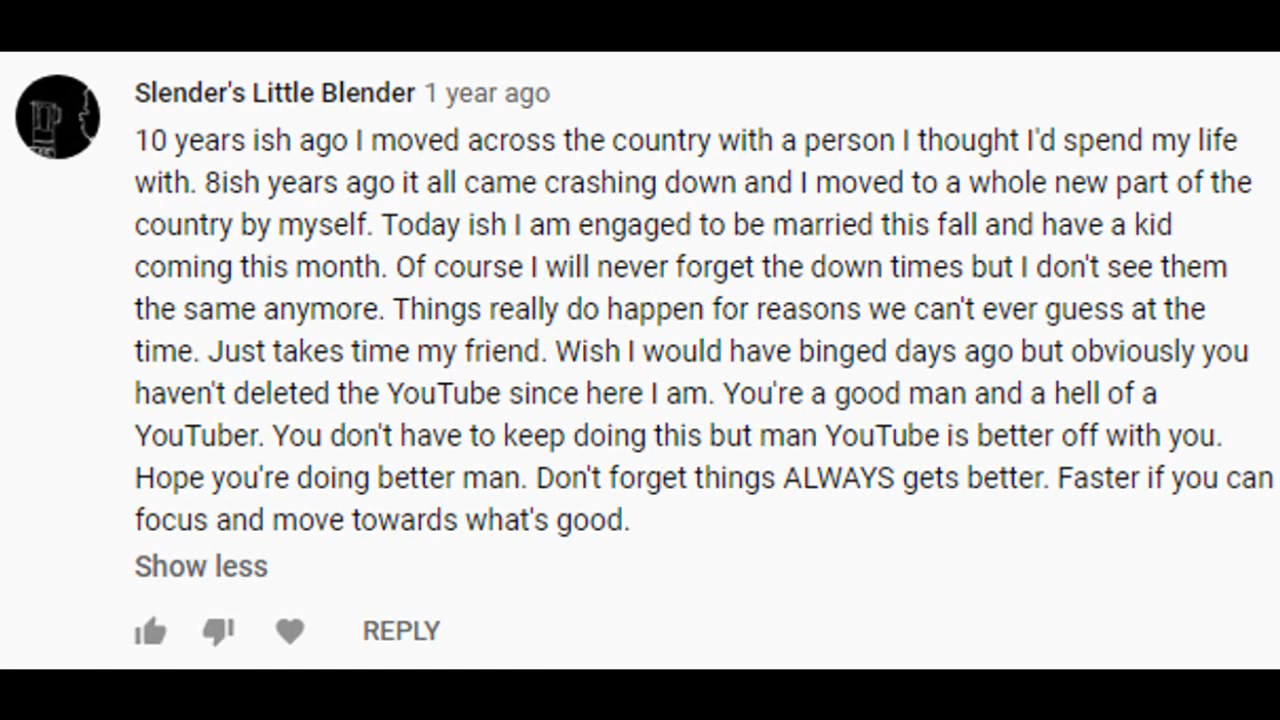 Slender's Little Blender 1 year ago
10 years ish ago I moved across the country with a person I thought I'd spend my life
with. 8ish years ago it all came crashing down and I moved to a whole new part of the
country by myself. Today ish I am engaged to be married this fall and have a kid
coming this month. Of course I will never forget the down times but I don't see them
the same anymore. Things really do happen for reasons we can't ever guess at the
time. Just takes time my friend. Wish I would have binged days ago but obviously you
haven't deleted the YouTube since here I am. You're a good man and a hell of a
YouTuber. You don't have to keep doing this but man YouTube is better off with you.
Hope you're doing better man. Don't forget things ALWAYS gets better. Faster if you can
focus and move towards what's good.
Show less
REPLY